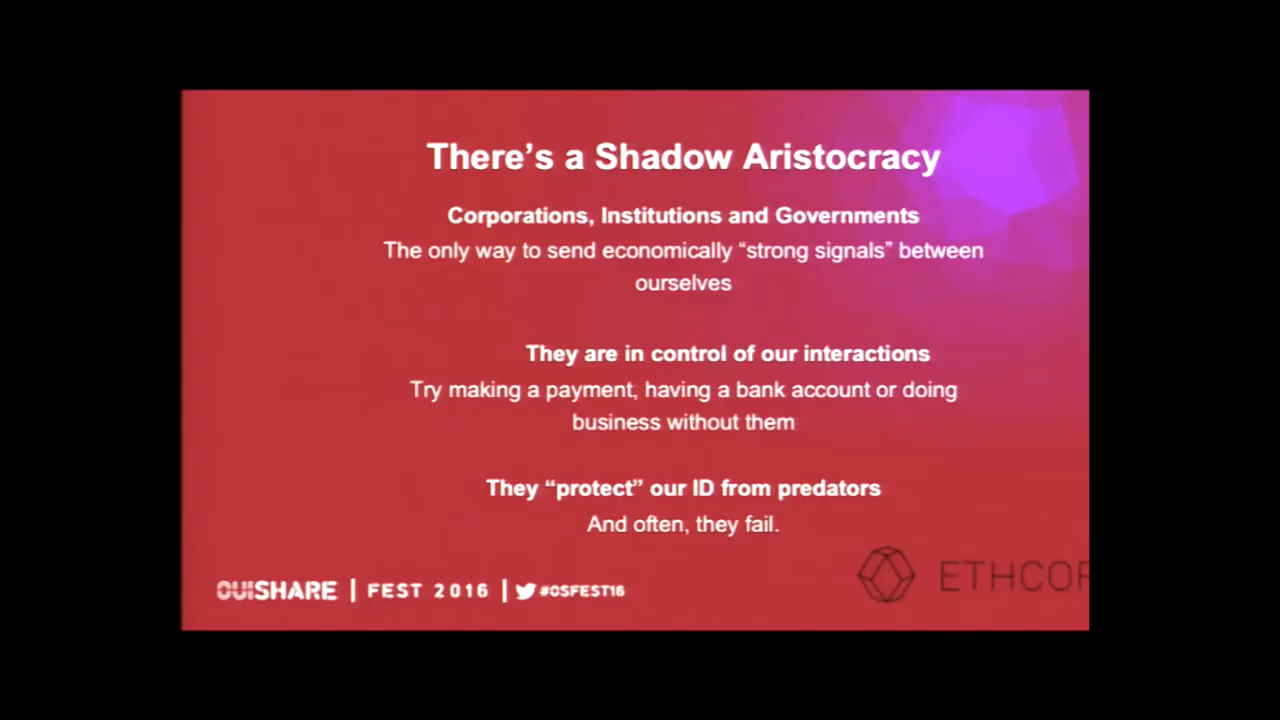 There’s a Shadow Aristocracy
Corporations, Institutions and Governments
The only way to send economically “strong signals” between
ourselves
They are in control of our interactions
Try making a payment, having a bank account or doing
business without them
They “protect” our ID from predators
And often, they fail.
OUISHARE | FEST 2016 | #OSFEST16
ETHCOR